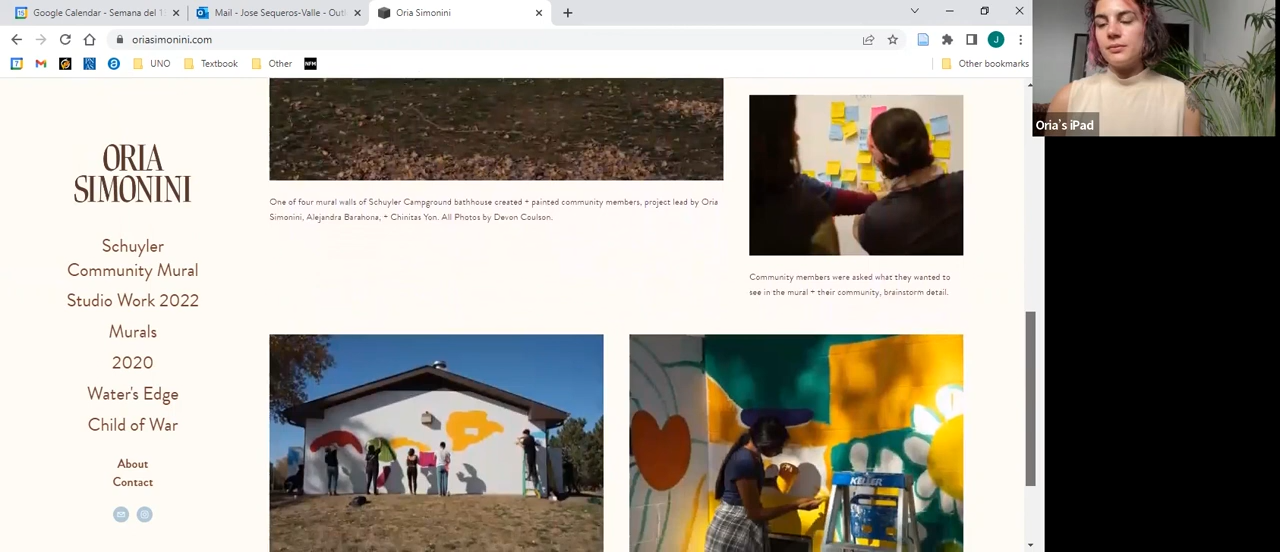 Google Calendar - Semana del 1
Mail - Jose Sequeros-Valle - Outl
Oria Simonini
oriasimonini.com
J
UNO
Textbook
Other
NFM
Other bookmarks
ORIA
SIMONINI
Schuyler
Community Mural
Studio Work 2022
Murals
2020
Water's Edge
Child of War
About
Contact
One of four mural walls of Schuyler Campground bathhouse created + painted community members, project lead by Oria
Simonini, Alejandra Barahona, + Chinitas Yon. All Photos by Devon Coulson.
Community members were asked what they wanted to
see in the mural + their community, brainstorm detail.
KELLER
Oria's iPad